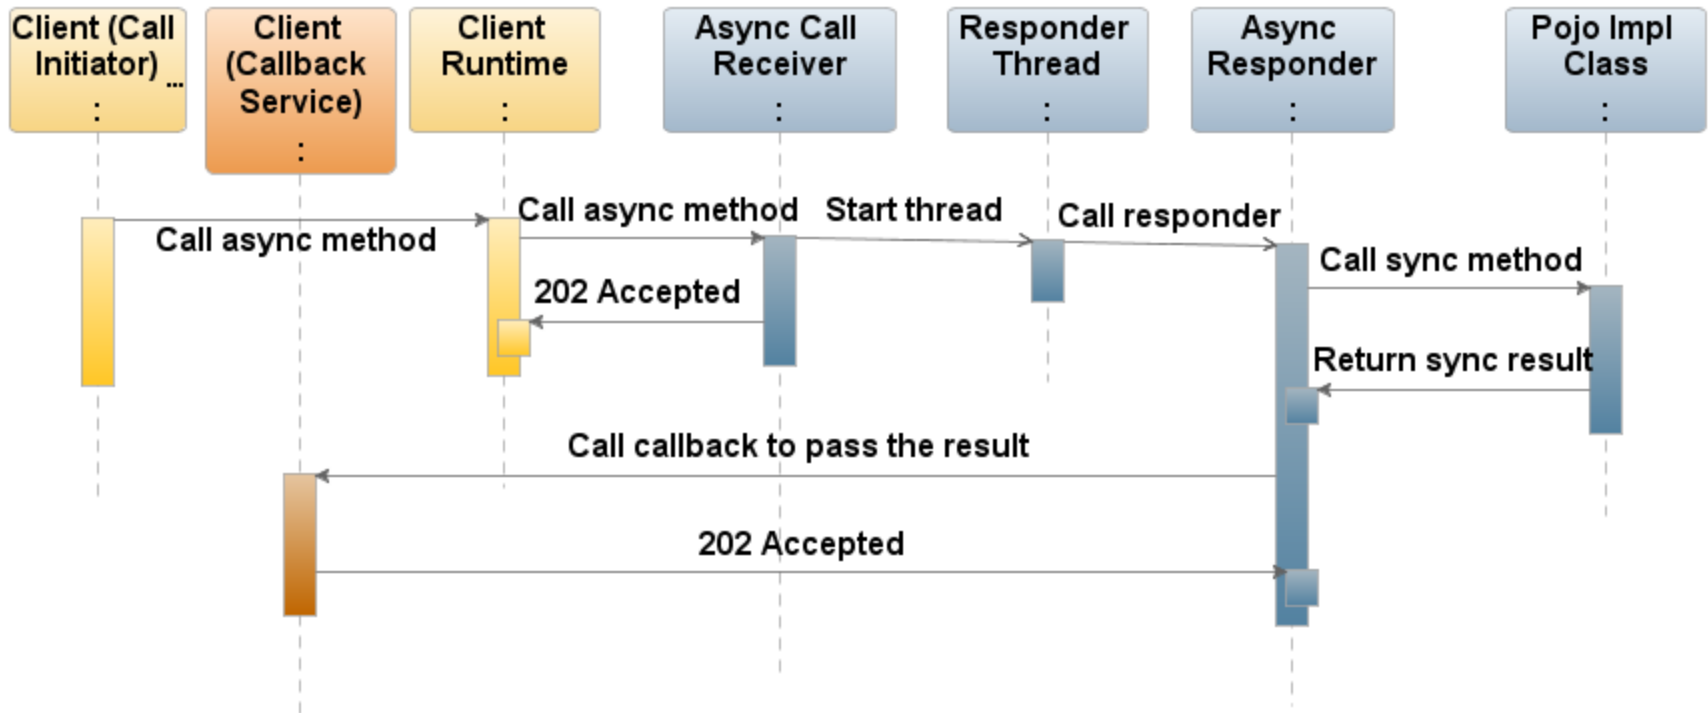 Client (Call
Initiator) ...
:
Client
(Callback
Service)
:
Client
Runtime
:
Async Call
Receiver
:
Responder
Thread
:
Async
Responder
:
Pojo Impl
Class
:
Call async method
Call async method
Start thread
Call responder
Call sync method
202 Accepted
Return sync result
Call callback to pass the result
202 Accepted